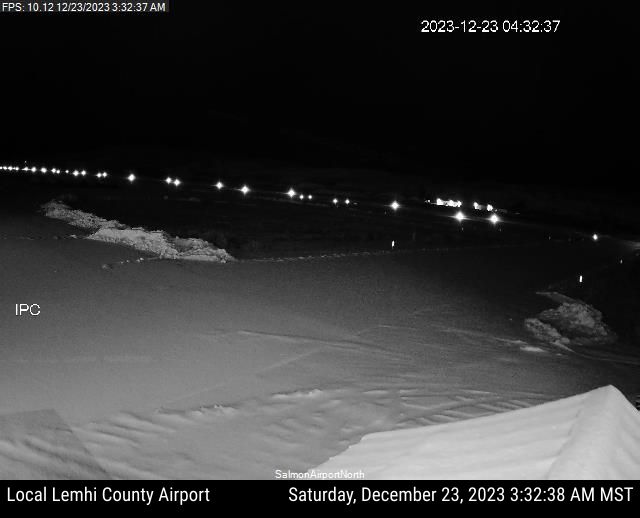 FPS: 10.12 12/23/2023 3:32:37 AM
2023-12-23 04:32:37
IPC
SalmonAirportNorth
Local Lemhi County Airport
Saturday, December 23, 2023 3:32:38 AM MST